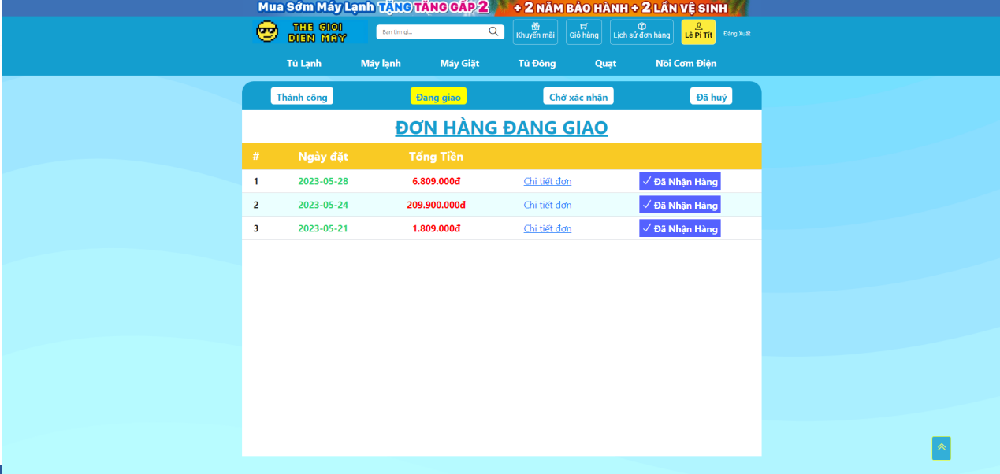 Mua Sớm Máy Lạnh TẶNG TĂNG GẤP 2 + 2 NĂM BẢO HÀNH + 2 LẦN VỆ SINH
THE GIOI
DIEN MAY
Bạn tìm gì...
Khuyến mãi
Giỏ hàng
Lịch sử đơn hàng
Lê Pi Tít
Đăng Xuất
Tủ Lạnh Máy lạnh Máy Giặt Tủ Đông Quạt Nồi Cơm Điện
Thành công Đang giao Chờ xác nhận Đã huỷ
ĐƠN HÀNG ĐANG GIAO
# Ngày đặt Tổng Tiền
1 2023-05-28 6.809.000đ Chi tiết đơn Đã Nhận Hàng
2 2023-05-24 209.900.000đ Chi tiết đơn Đã Nhận Hàng
3 2023-05-21 1.809.000đ Chi tiết đơn Đã Nhận Hàng